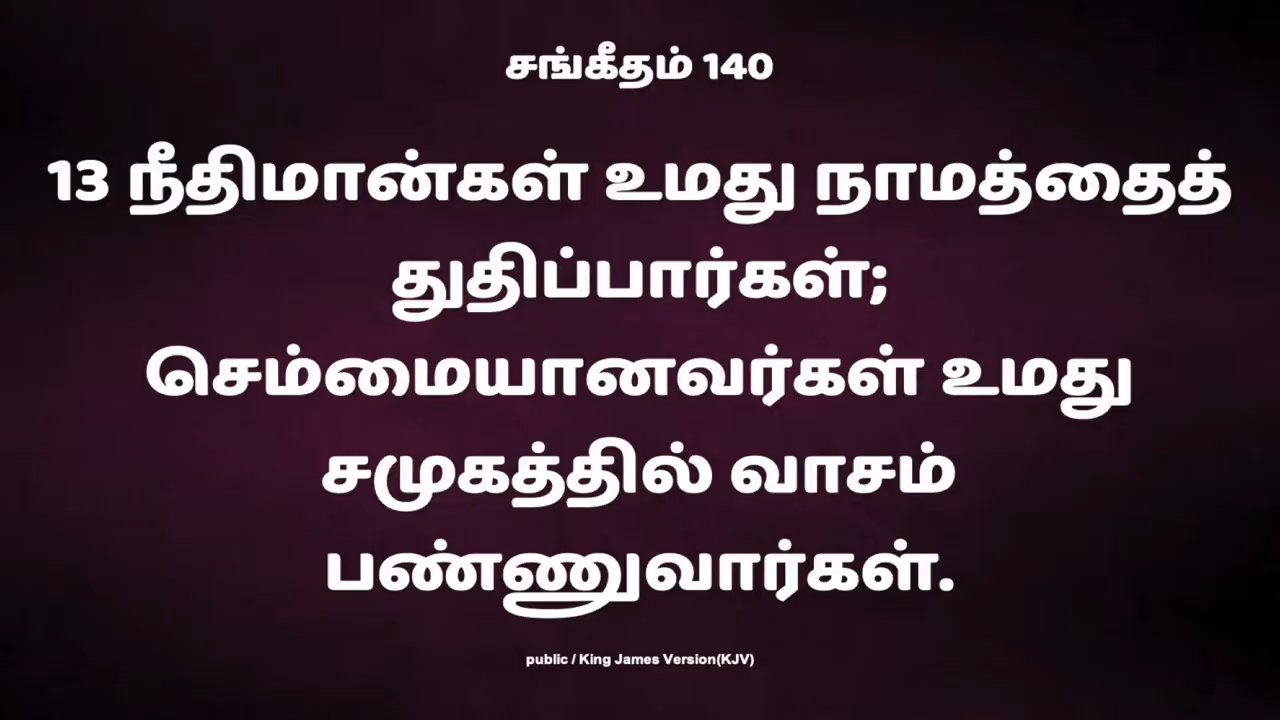 சங்கீதம் 140
13 நீதிமான்கள் உமது நாமத்தைத்
துதிப்பார்கள்;
செம்மையானவர்கள் உமது
சமுகத்தில் வாசம்
பண்ணுவார்கள்.
public / King James Version(KJV)